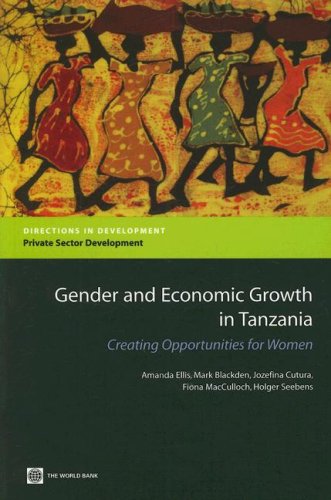 DIRECTIONS IN DEVELOPMENT
Private Sector Development
Gender and Economic Growth
in Tanzania
Creating Opportunities for Women
Amanda Ellis, Mark Blackden, Jozefina Cutura,
Fiona MacCulloch, Holger Seebens
THE WORLD BANK